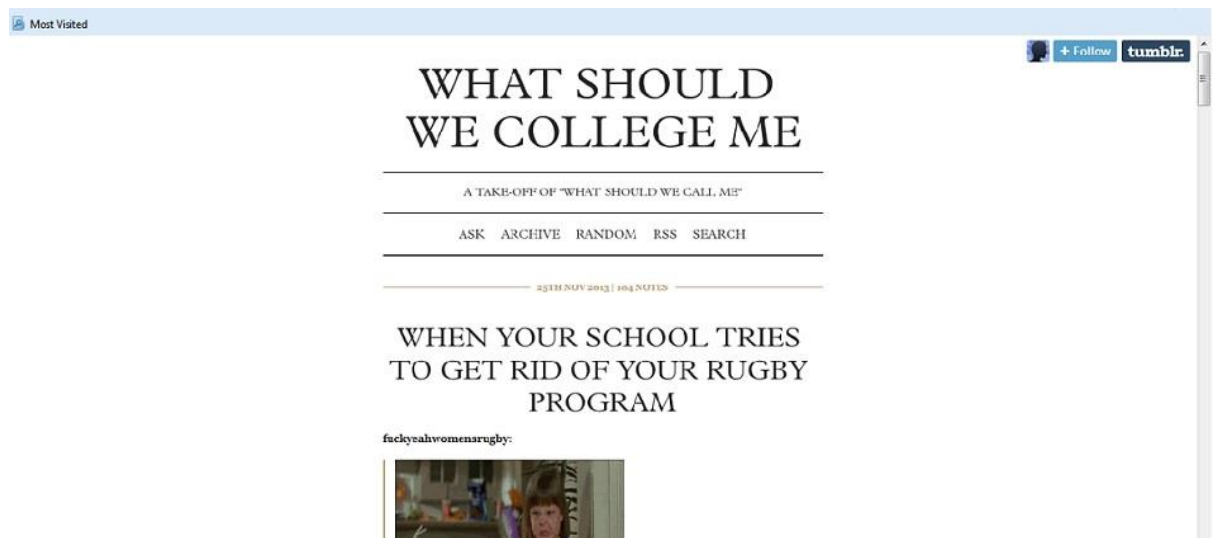 Most Visited
+ Follow tumblr.
WHAT SHOULD
WE COLLEGE ME
A TAKE-OFF OF "WHAT SHOULD WE CALL ME"
ASK ARCHIVE RANDOM RSS SEARCH
25TH NOV 2013 | 104 NOTES
WHEN YOUR SCHOOL TRIES
TO GET RID OF YOUR RUGBY
PROGRAM
fuckyeahwomensrugby: